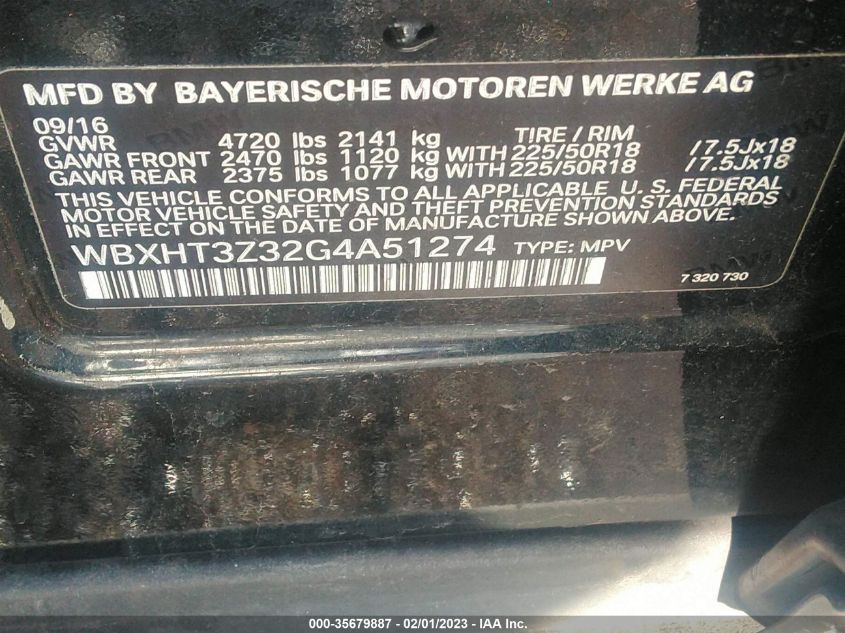 MFD BY BAYERISCHE MOTOREN WERKE AG
09/16 TIRE / RIM
GVWR 4720 lbs 2141 kg
GAWR FRONT 2470 lbs 1120 kg WITH 225/50R18 /7.5Jx18
GAWR REAR 2375 lbs 1077 kg WITH 225/50R18 /7.5Jx18
THIS VEHICLE CONFORMS TO ALL APPLICABLE U. S. FEDERAL
MOTOR VEHICLE SAFETY AND THEFT PREVENTION STANDARDS
IN EFFECT ON THE DATE OF MANUFACTURE SHOWN ABOVE.
WBXHT3Z32G4A51274 TYPE: MPV
7 320 730
000-35679887 - 02/01/2023 - IAA Inc.